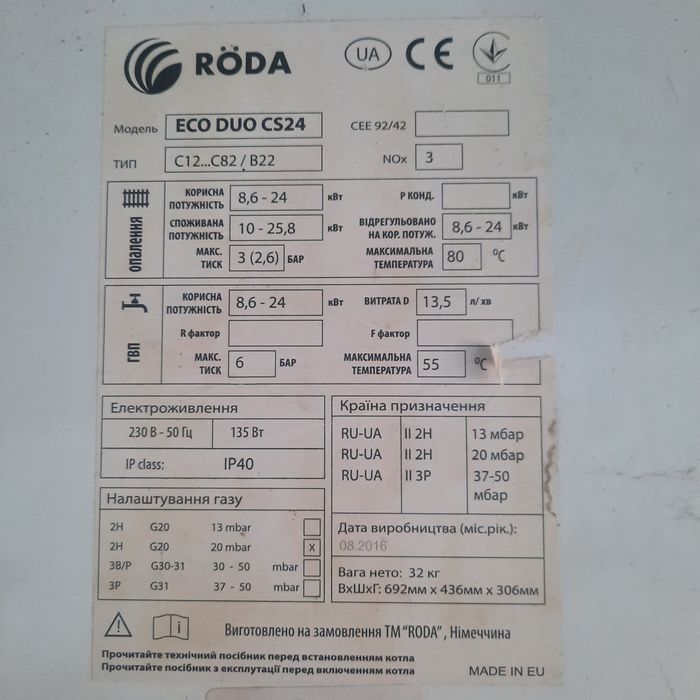 RÖDA
UA CE 011
Модель ECO DUO CS24 CEE 92/42
ТИП C12...C82 / B22 NOx 3
опалення
КОРИСНА ПОТУЖНІСТЬ 8,6 - 24 кВт Р КОНД. кВт
СПОЖИВАНА ПОТУЖНІСТЬ 10 - 25,8 кВт ВІДРЕГУЛЬОВАНО НА КОР. ПОТУЖ. 8,6 - 24 кВт
МАКС. ТИСК 3 (2,6) БАР МАКСИМАЛЬНА ТЕМПЕРАТУРА 80 °C
ГВП
КОРИСНА ПОТУЖНІСТЬ 8,6 - 24 кВт ВИТРАТА D 13,5 л/ хв
R фактор F фактор
МАКС. ТИСК 6 БАР МАКСИМАЛЬНА ТЕМПЕРАТУРА 55 °C
Електроживлення
230 В - 50 Гц 135 Вт
IP class: IP40
Країна призначення
RU-UA II 2H 13 мбар
RU-UA II 2H 20 мбар
RU-UA II 3P 37-50 мбар
Налаштування газу
2H G20 13 mbar
2H G20 20 mbar x
3B/P G30-31 30 - 50 mbar
3P G31 37 - 50 mbar
Дата виробництва (міс.рік.):
08.2016
Вага нето: 32 кг
ВхШхГ: 692мм х 436мм х 306мм
Виготовлено на замовлення ТМ “RODA” , Німеччина
Прочитайте технічний посібник перед встановленням котла
Прочитайте посібник з експлутації перед включенням котла
MADE IN EU